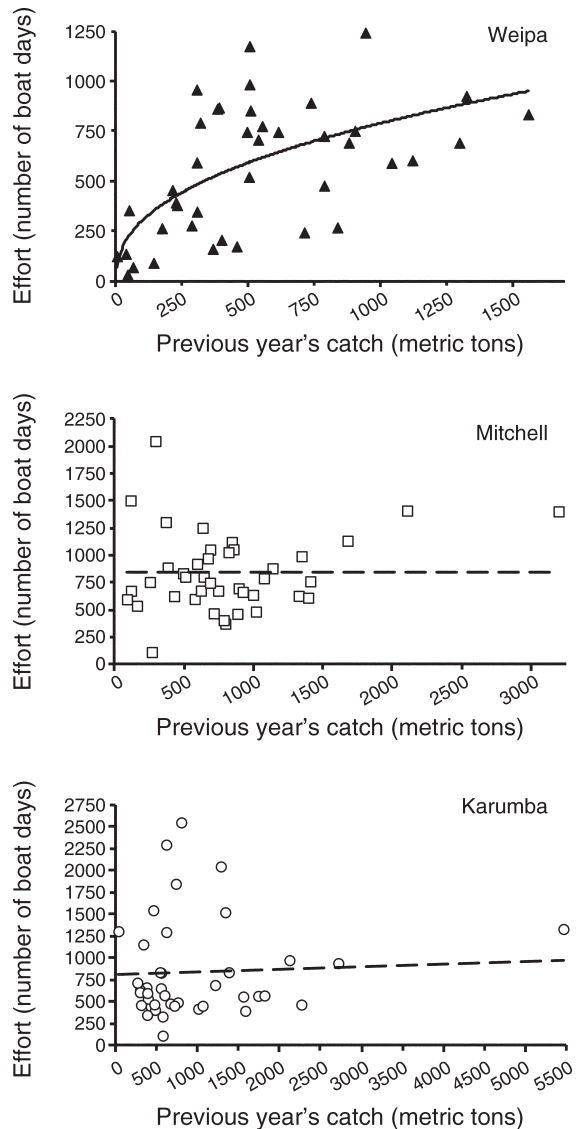 Weipa
Effort (number of boat days)
1250
1000
750
500
250
0
0 250 500 750 1000 1250 1500
Previous year's catch (metric tons)
Mitchell
Effort (number of boat days)
2250
2000
1750
1500
1250
1000
750
500
250
0
0 500 1000 1500 2000 2500 3000
Previous year's catch (metric tons)
Karumba
Effort (number of boat days)
2750
2500
2250
2000
1750
1500
1250
1000
750
500
250
0
0 500 1000 1500 2000 2500 3000 3500 4000 4500 5000 5500
Previous year's catch (metric tons)